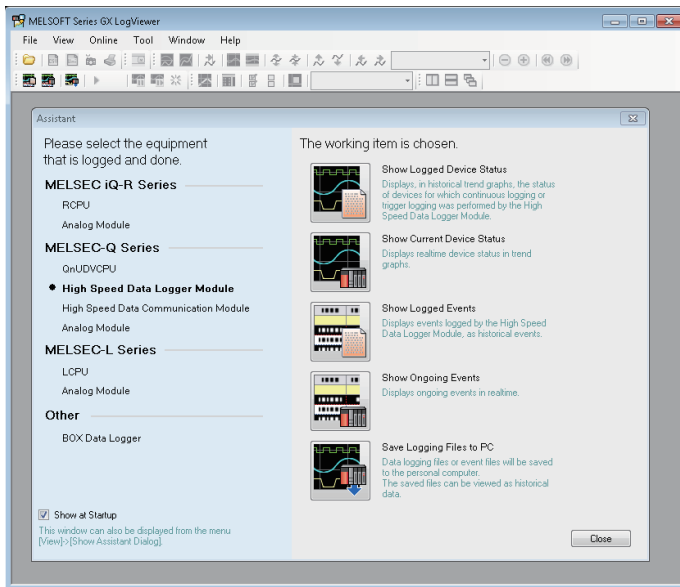 MELSOFT Series GX LogViewer
File View Online Tool Window Help
Assistant
Please select the equipment
that is logged and done.
MELSEC iQ-R Series
RCPU
Analog Module
MELSEC-Q Series
QnUDVCPU
High Speed Data Logger Module
High Speed Data Communication Module
Analog Module
MELSEC-L Series
LCPU
Analog Module
Other
BOX Data Logger
Show at Startup
This window can also be displayed from the menu
[View]->[Show Assistant Dialog].
The working item is chosen.
Show Logged Device Status
Displays, in historical trend graphs, the status
of devices for which continuous logging or
trigger logging was performed by the High
Speed Data Logger Module.
Show Current Device Status
Displays realtime device status in trend
graphs.
Show Logged Events
Displays events logged by the High Speed
Data Logger Module, as historical events.
Show Ongoing Events
Displays ongoing events in realtime.
Save Logging Files to PC
Data logging files or event files will be saved
to the personal computer.
The saved files can be viewed as historical
data.
Close